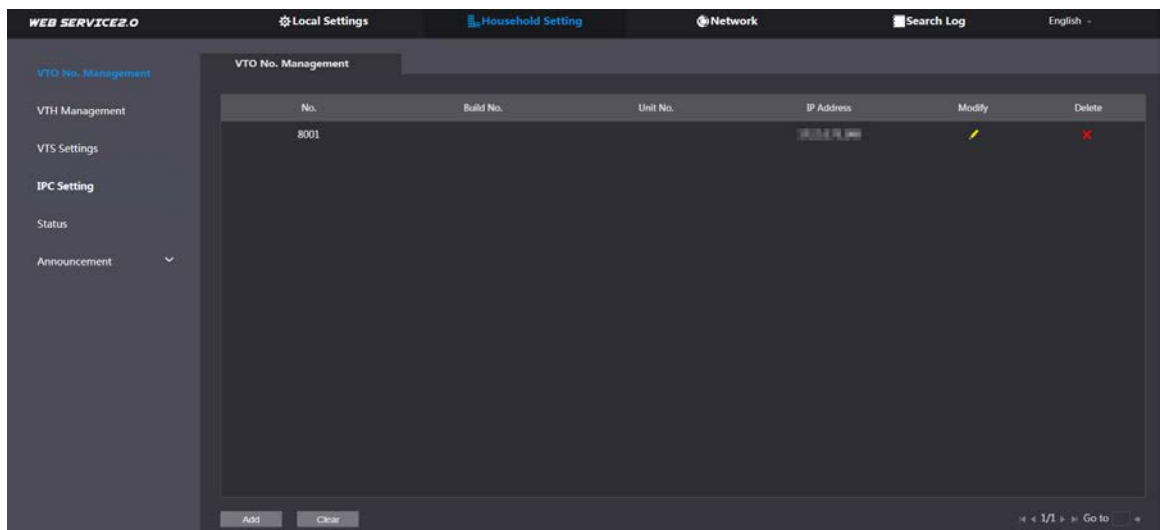 WEB SERVICE2.0 Local Settings Household Setting Network Search Log English
VTO No. Management
VTH Management
VTS Settings
IPC Setting
Status
Announcement
VTO No. Management
No. Build No. Unit No. IP Address Modify Delete
8001
Add Clear 1/1 Go to